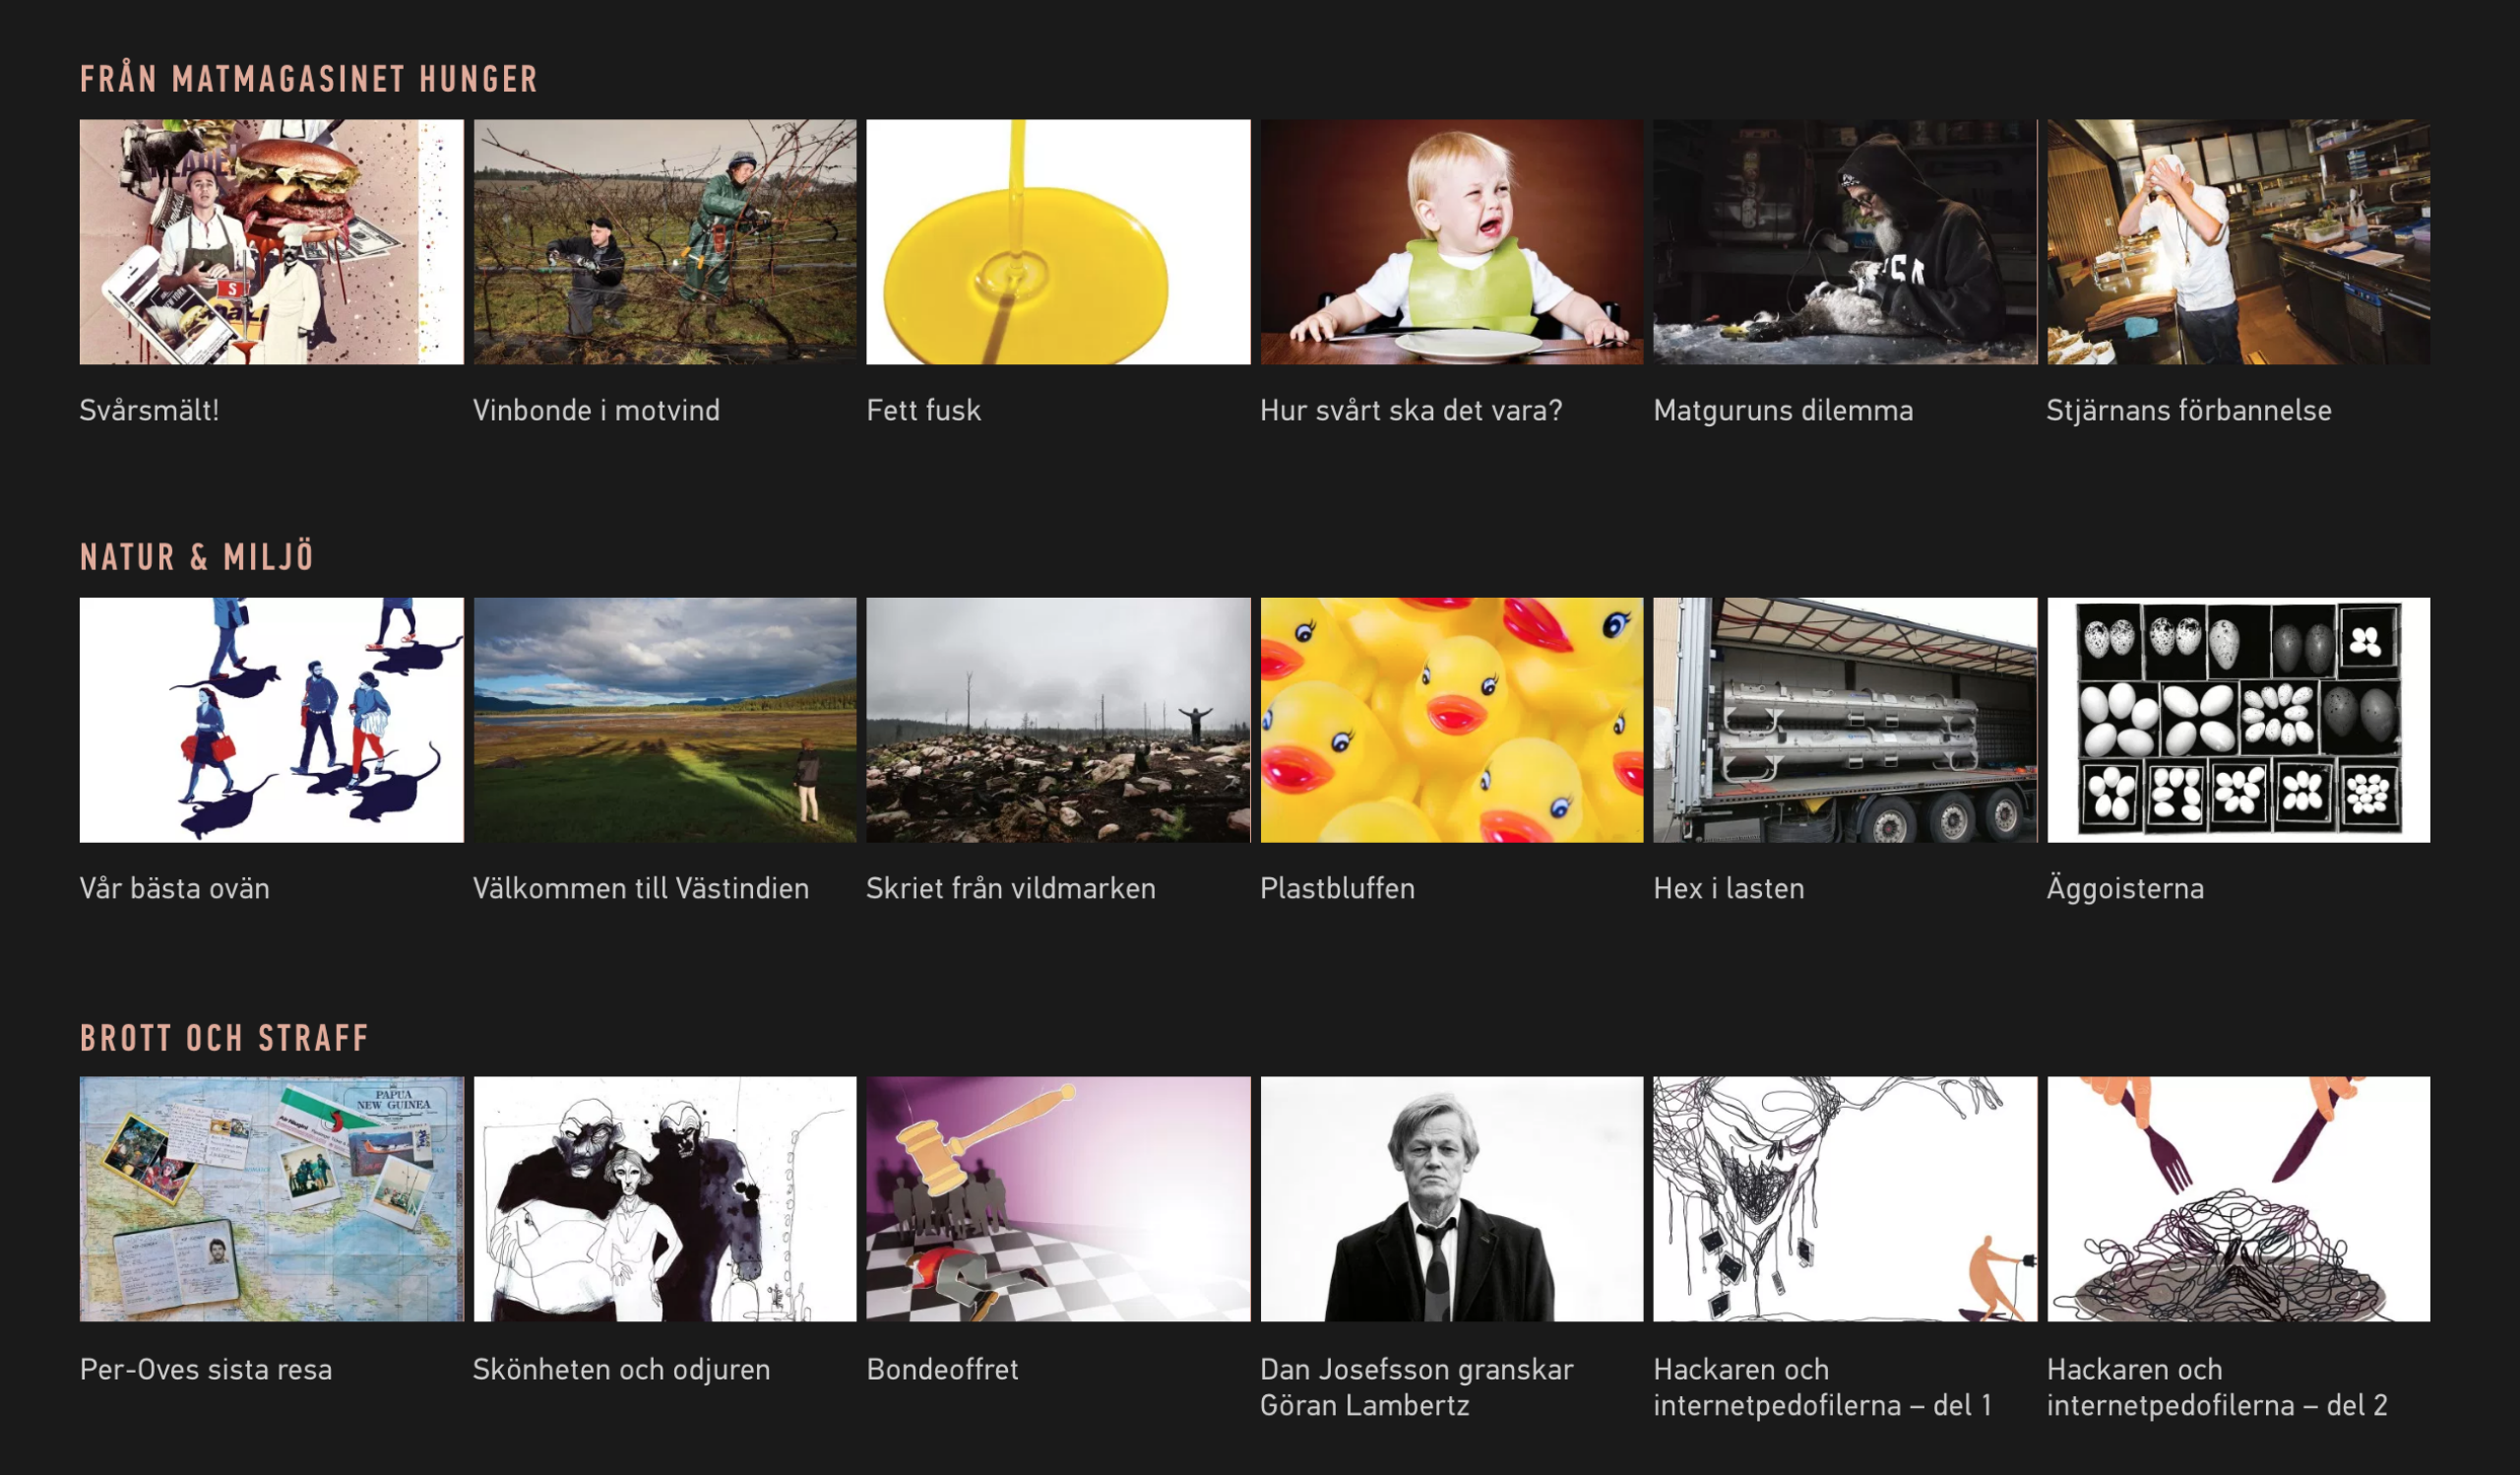 FRÅN MATMAGASINET HUNGER
Svårsmält!
Vinbonde i motvind
Fett fusk
Hur svårt ska det vara?
Matguruns dilemma
Stjärnans förbannelse
NATUR & MILJÖ
Vår bästa ovän
Välkommen till Västindien
Skriet från vildmarken
Plastbluffen
Hex i lasten
Äggoisterna
BROTT OCH STRAFF
PAPUA
NEW GUINEA
Per-Oves sista resa
Skönheten och odjuren
Bondeoffret
Dan Josefsson granskar
Göran Lambertz
Hackaren och
internetpedofilerna – del 1
Hackaren och
internetpedofilerna – del 2